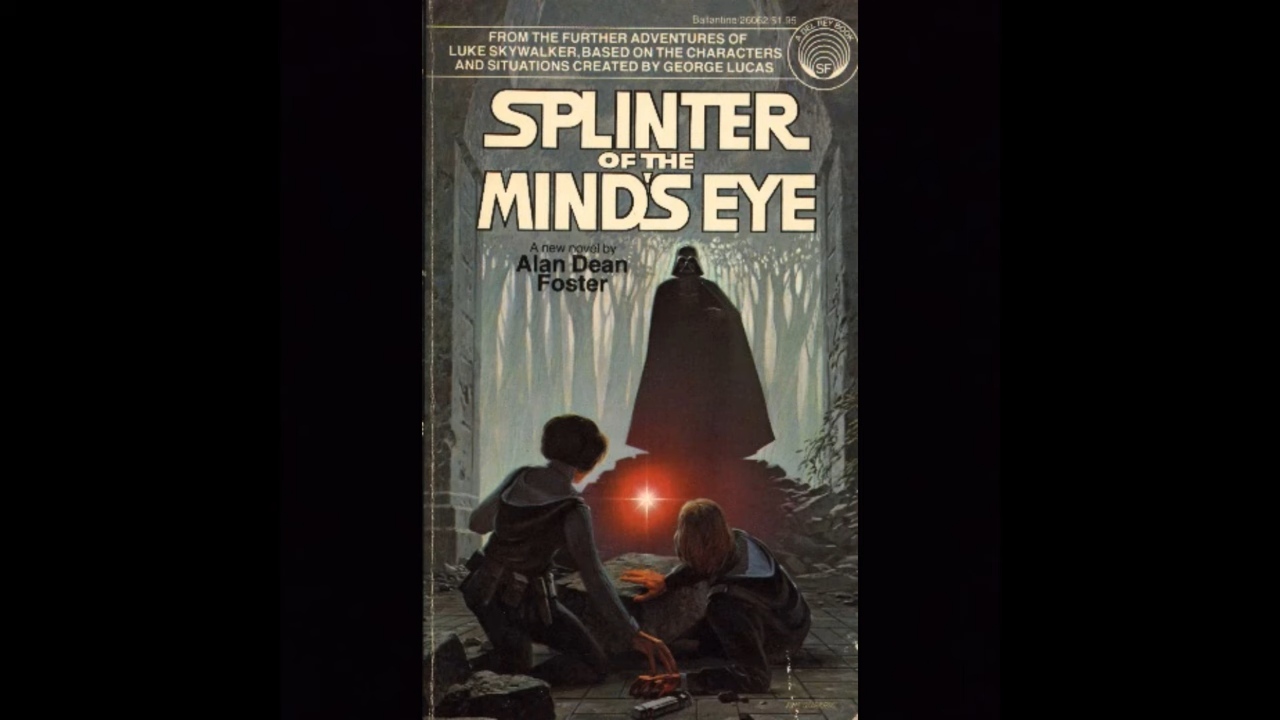 Ballantine 26062 $1.95
A DEL REY BOOK
SF
FROM THE FURTHER ADVENTURES OF
LUKE SKYWALKER, BASED ON THE CHARACTERS
AND SITUATIONS CREATED BY GEORGE LUCAS
SPLINTER
OF THE
MIND'S EYE
A new novel by
Alan Dean
Foster